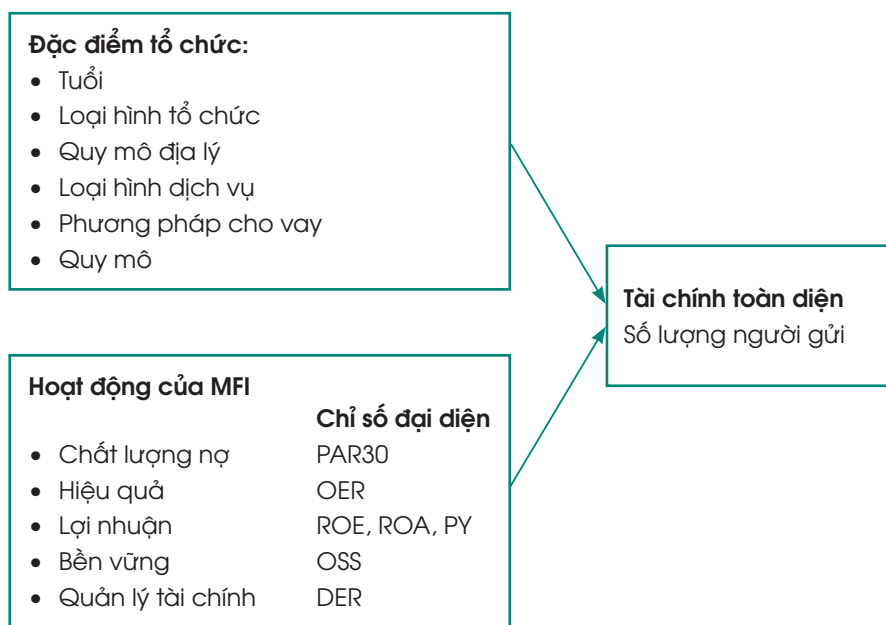 Đặc điểm tổ chức:
• Tuổi
• Loại hình tổ chức
• Quy mô địa lý
• Loại hình dịch vụ
• Phương pháp cho vay
• Quy mô
Tài chính toàn diện
Số lượng người gửi
Hoạt động của MFI
Chỉ số đại diện
• Chất lượng nợ PAR30
• Hiệu quả OER
• Lợi nhuận ROE, ROA, PY
• Bền vững OSS
• Quản lý tài chính DER